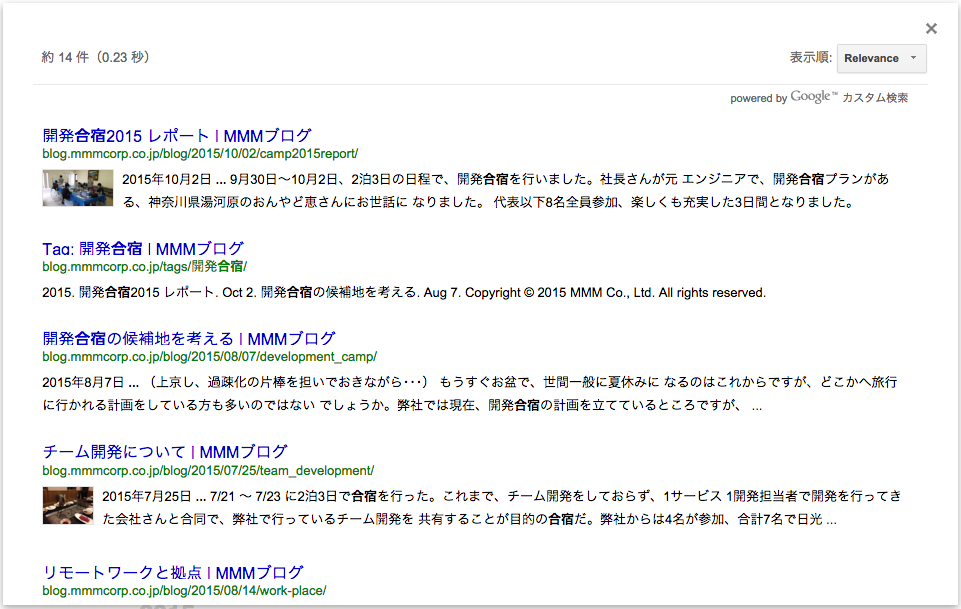 約 14 件（0.23 秒）
表示順: Relevance
powered by Google™ カスタム検索
開発合宿2015 レポート | MMMブログ
blog.mmmcorp.co.jp/blog/2015/10/02/camp2015report/
2015年10月2日 ... 9月30日〜10月2日、2泊3日の日程で、開発合宿を行いました。社長さんが元 エンジニアで、開発合宿プランがあ
る、神奈川県湯河原のおんやど恵さんにお世話に なりました。 代表以下8名全員参加、楽しくも充実した3日間となりました。
Tag: 開発合宿 | MMMブログ
blog.mmmcorp.co.jp/tags/開発合宿/
2015. 開発合宿2015 レポート. Oct 2. 開発合宿の候補地を考える. Aug 7. Copyright © 2015 MMM Co., Ltd. All rights reserved.
開発合宿の候補地を考える | MMMブログ
blog.mmmcorp.co.jp/blog/2015/08/07/development_camp/
2015年8月7日 ... （上京し、過疎化の片棒を担いでおきながら･･･） もうすぐお盆で、世間一般に夏休みに なるのはこれからですが、どこかへ旅行
に行かれる計画をしている方も多いのではない でしょうか。弊社では現在、開発合宿の計画を立てているところですが、 ...
チーム開発について | MMMブログ
blog.mmmcorp.co.jp/blog/2015/07/25/team_development/
2015年7月25日 ... 7/21 〜 7/23 に2泊3日で合宿を行った。これまで、チーム開発をしておらず、1サービス 1開発担当者で開発を行ってき
た会社さんと合同で、弊社で行っているチーム開発を 共有することが目的の合宿だ。弊社からは4名が参加、合計7名で日光 ...
リモートワークと拠点 | MMMブログ
blog.mmmcorp.co.jp/blog/2015/08/14/work-place/
2015